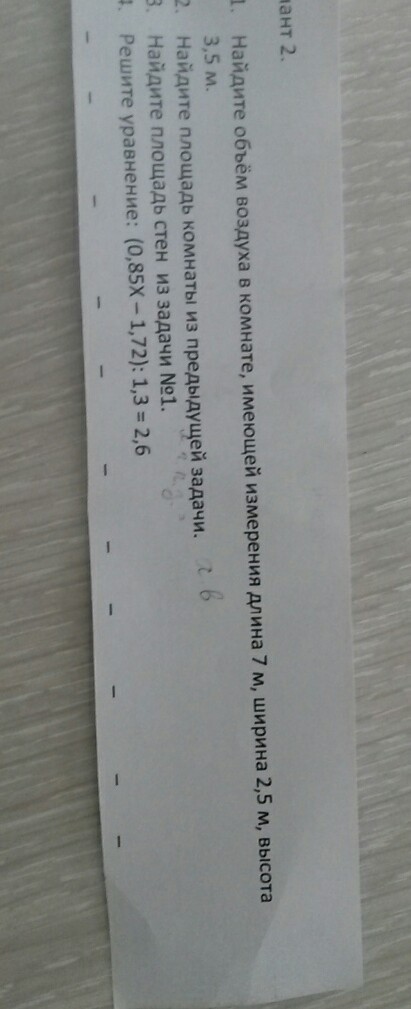 иант 2.
1. Найдите объём воздуха в комнате, имеющей измерения длина 7 м, ширина 2,5 м, высота
3,5 м.
2. Найдите площадь комнаты из предыдущей задачи. а в
3. Найдите площадь стен из задачи №1.
4. Решите уравнение: (0,85Х – 1,72): 1,3 = 2,6